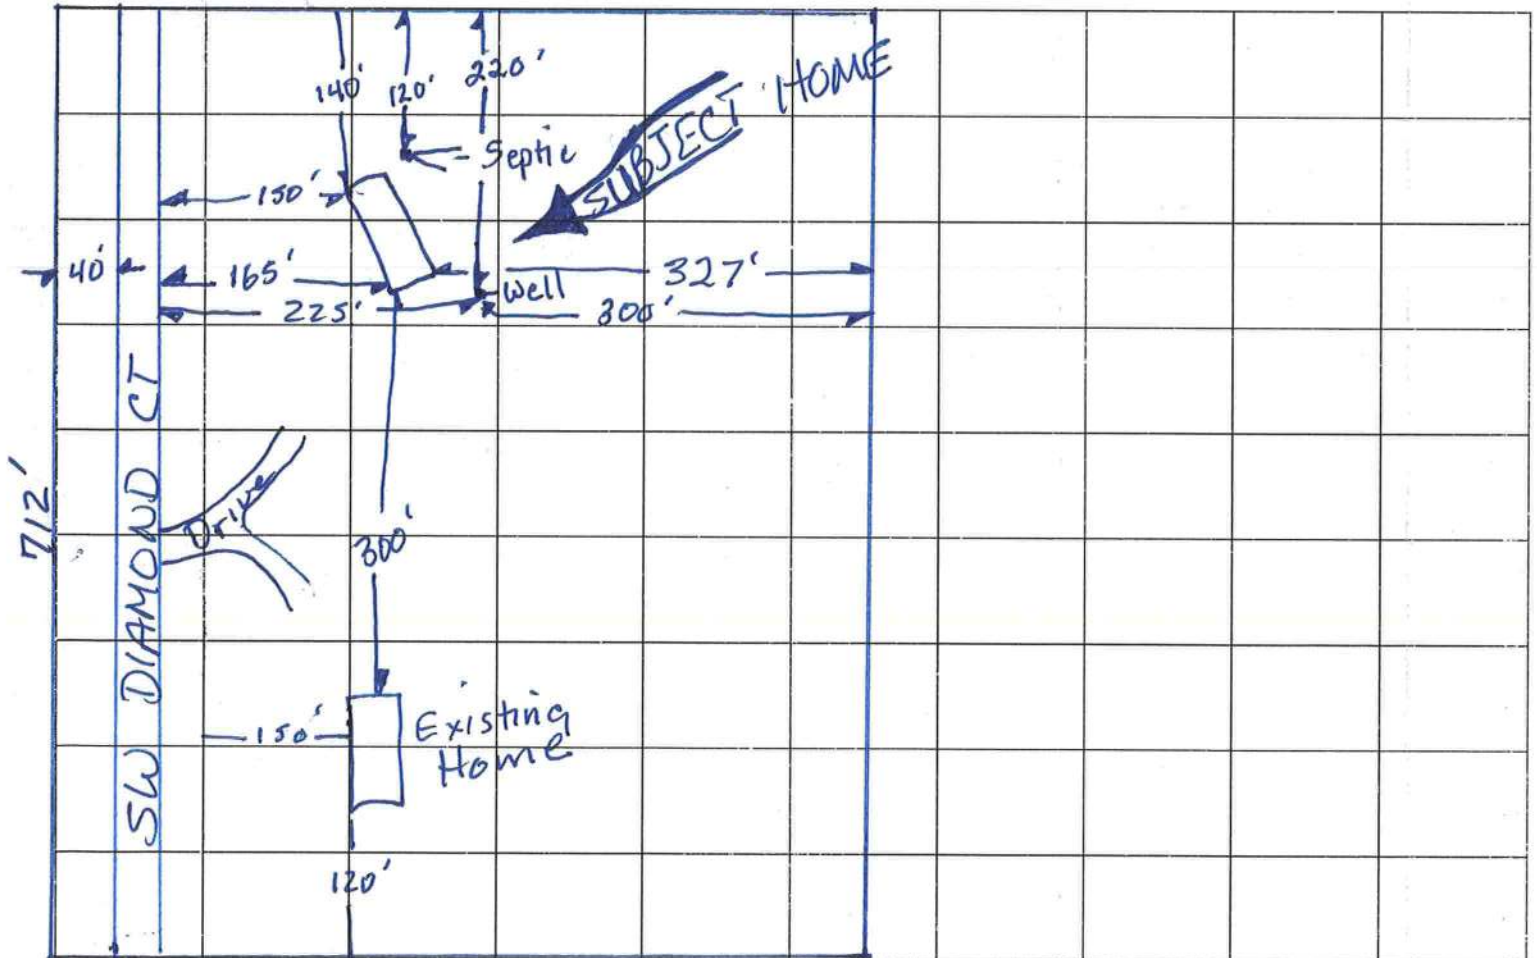 140'
120'
220'
SUBJECT HOME
Septic
150'
40'
165'
327'
Well
225'
300'
SW DIAMOND CT
712'
Drive
300'
150'
Existing
Home
120'